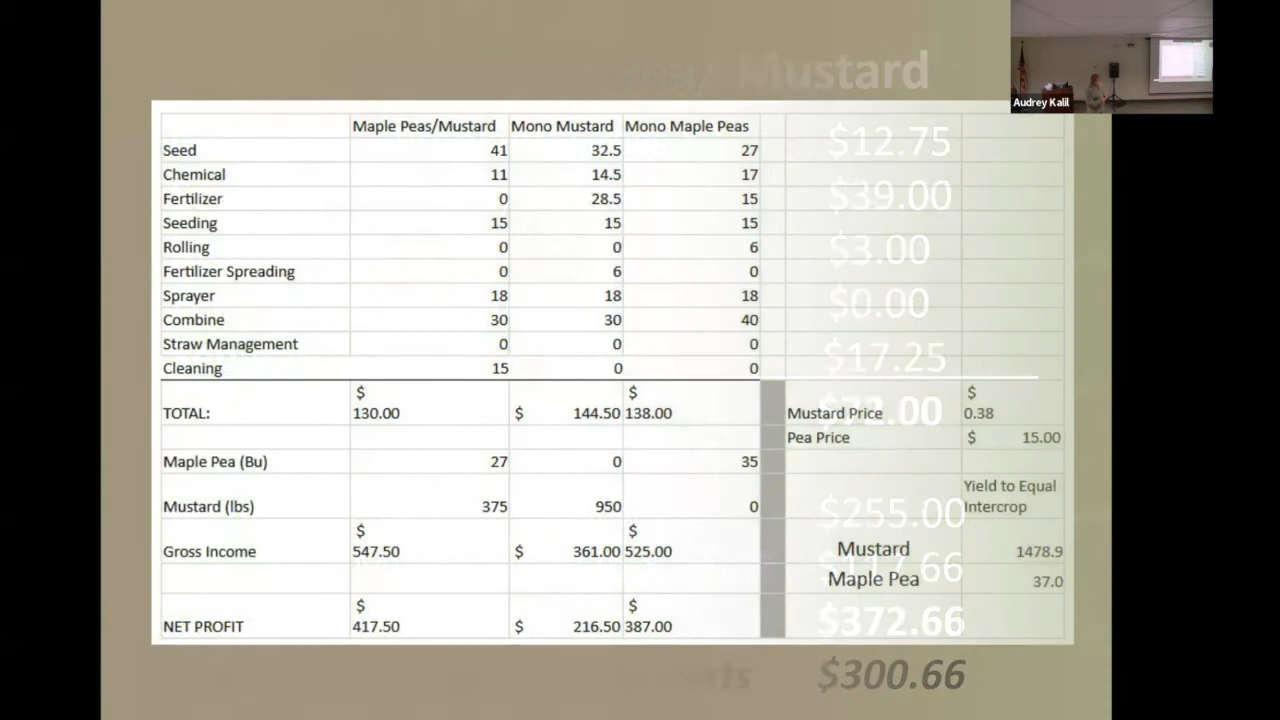 Mustard
Audrey Kalil
Maple Peas/Mustard Mono Mustard Mono Maple Peas
Seed 41 32.5 27 $12.75
Chemical 11 14.5 17
Fertilizer 0 28.5 15 $39.00
Seeding 15 15 15
Rolling 0 0 6 $3.00
Fertilizer Spreading 0 6 0
Sprayer 18 18 18 $0.00
Combine 30 30 40
Straw Management 0 0 0 $17.25
Cleaning 15 0 0
TOTAL: $ 130.00 $ 144.50 $ 138.00 Mustard Price $ 0.38
$72.00
Pea Price $ 15.00
Maple Pea (Bu) 27 0 35
Yield to Equal
Mustard (lbs) 375 950 0 $255.00 Intercrop
Gross Income $ 547.50 $ 361.00 $ 525.00 Mustard 1478.9
Maple Pea 37.0
NET PROFIT $ 417.50 $ 216.50 $ 387.00 $372.66
$300.66